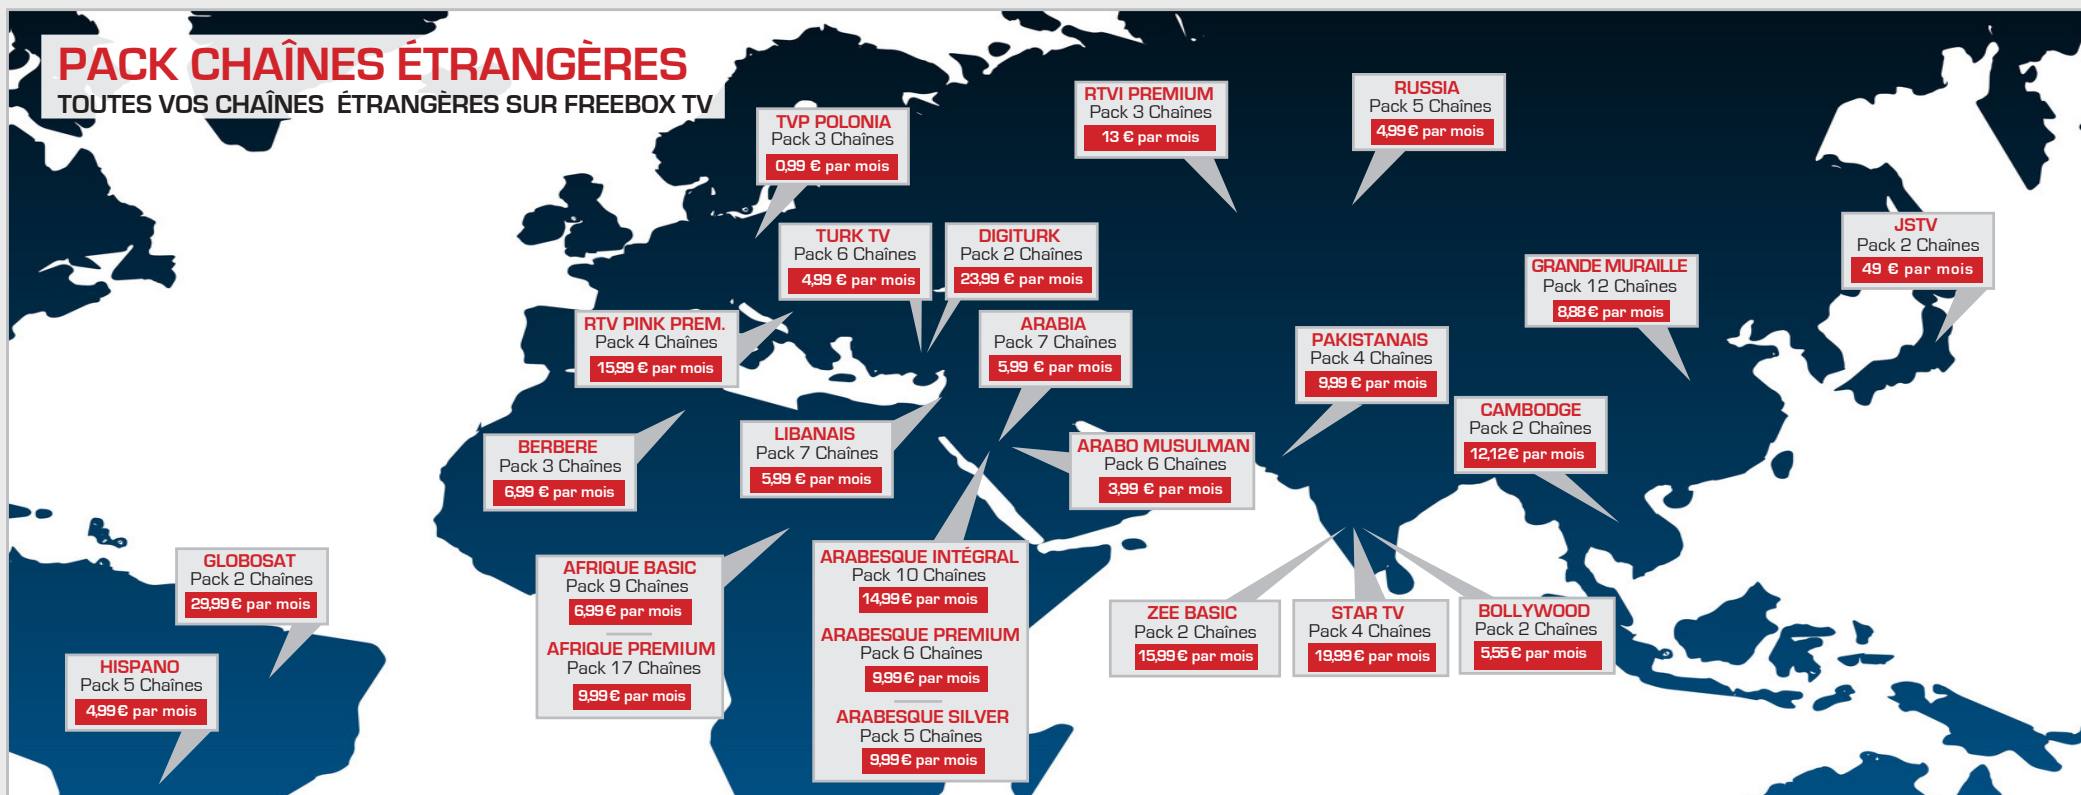 PACK CHAÎNES ÉTRANGÈRES
TOUTES VOS CHAÎNES ÉTRANGÈRES SUR FREEBOX TV
TVP POLONIA
Pack 3 Chaînes
0,99 € par mois
RTVI PREMIUM
Pack 3 Chaînes
13 € par mois
RUSSIA
Pack 5 Chaînes
4,99 € par mois
TURK TV
Pack 6 Chaînes
4,99 € par mois
DIGITURK
Pack 2 Chaînes
23,99 € par mois
JSTV
Pack 2 Chaînes
49 € par mois
GRANDE MURAILLE
Pack 12 Chaînes
8,88 € par mois
RTV PINK PREM.
Pack 4 Chaînes
15,99 € par mois
ARABIA
Pack 7 Chaînes
5,99 € par mois
PAKISTANAIS
Pack 4 Chaînes
9,99 € par mois
CAMBODGE
Pack 2 Chaînes
12,12 € par mois
BERBERE
Pack 3 Chaînes
6,99 € par mois
LIBANAIS
Pack 7 Chaînes
5,99 € par mois
ARABO MUSULMAN
Pack 6 Chaînes
3,99 € par mois
GLOBOSAT
Pack 2 Chaînes
29,99 € par mois
HISPANO
Pack 5 Chaînes
4,99 € par mois
AFRIQUE BASIC
Pack 9 Chaînes
6,99 € par mois
AFRIQUE PREMIUM
Pack 17 Chaînes
9,99 € par mois
ARABESQUE INTÉGRAL
Pack 10 Chaînes
14,99 € par mois
ARABESQUE PREMIUM
Pack 6 Chaînes
9,99 € par mois
ARABESQUE SILVER
Pack 5 Chaînes
9,99 € par mois
ZEE BASIC
Pack 2 Chaînes
15,99 € par mois
STAR TV
Pack 4 Chaînes
19,99 € par mois
BOLLYWOOD
Pack 2 Chaînes
5,55 € par mois